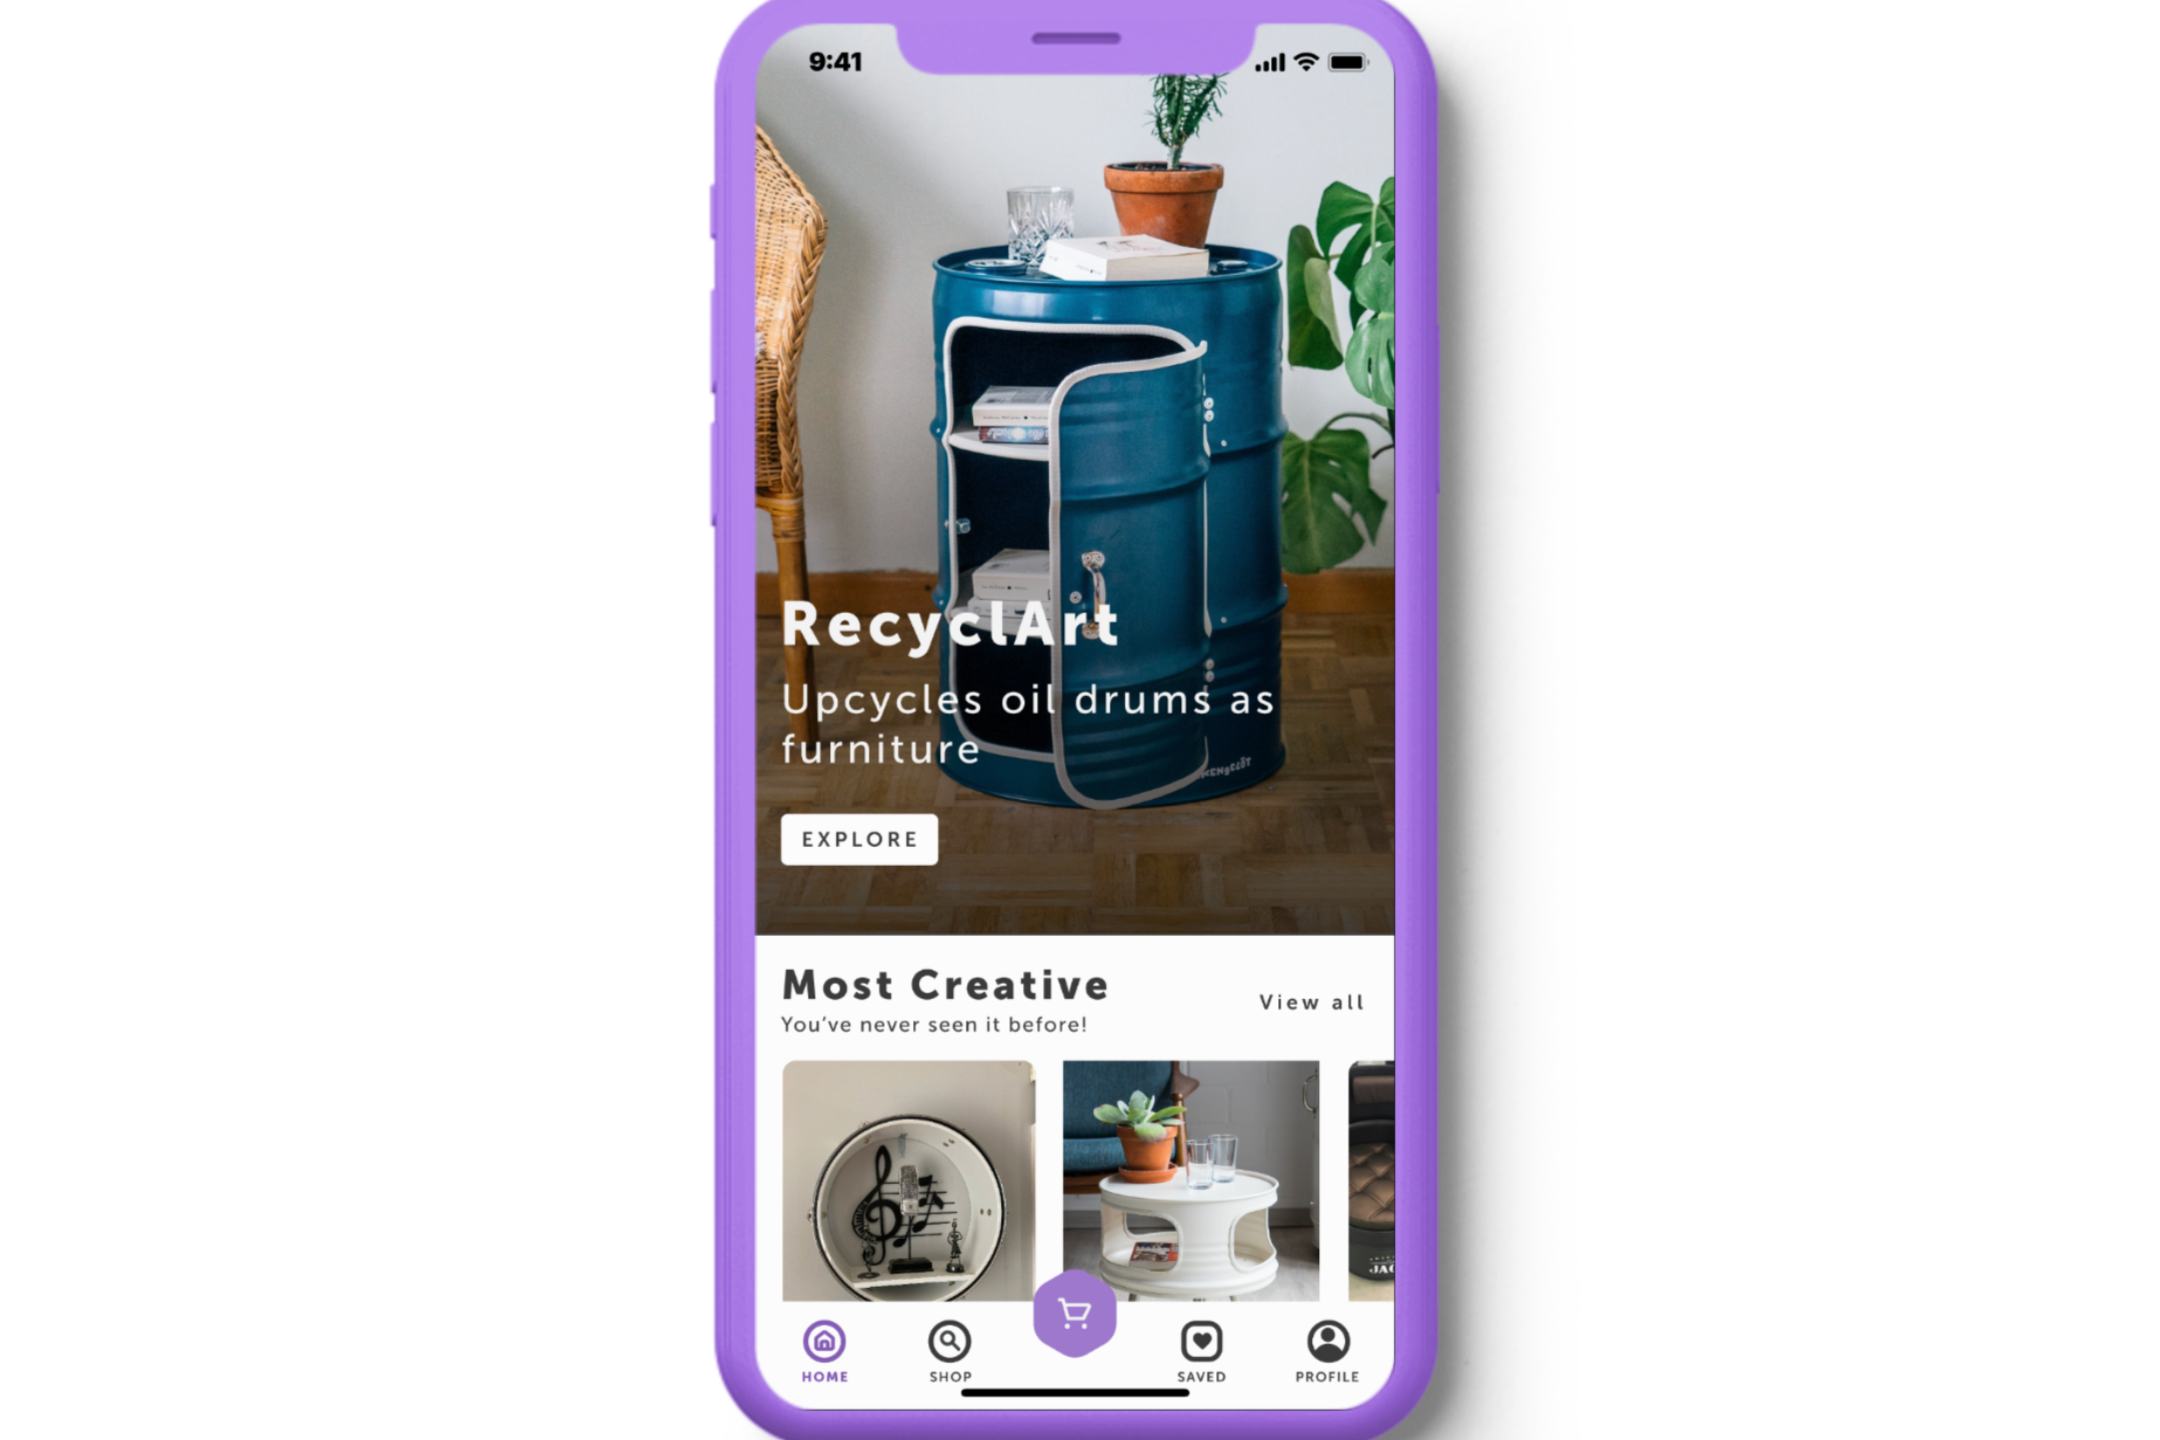 9:41
RecyclArt
Upcycles oil drums as
furniture
EXPLORE
Most Creative
You’ve never seen it before!
View all
HOME
SHOP
SAVED
PROFILE